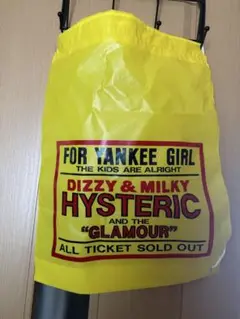 FOR YANKEE GIRL
THE KIDS ARE ALRIGHT
DIZZY & MILKY
HYSTERIC
AND THE
"GLAMOUR"
ALL TICKET SOLD OUT